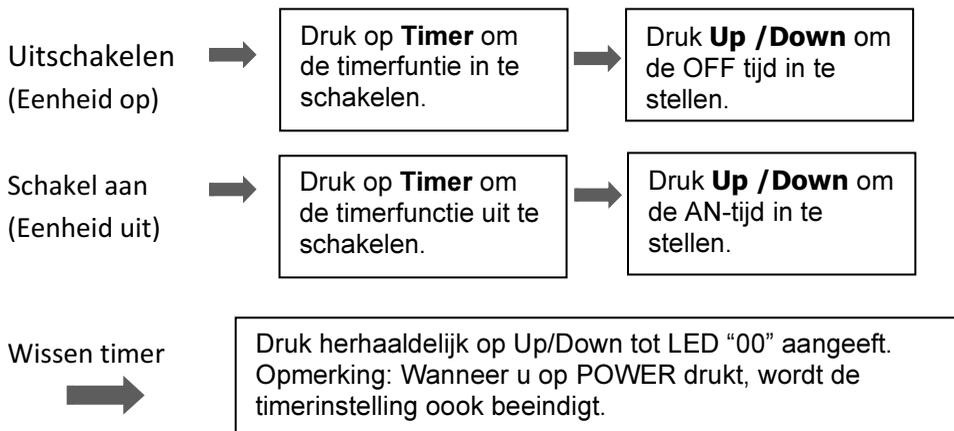 Uitschakelen
(Eenheid op)
Druk op Timer om
de timerfuntie in te
schakelen.
Druk Up /Down om
de OFF tijd in te
stellen.
Schakel aan
(Eenheid uit)
Druk op Timer om
de timerfunctie uit te
schakelen.
Druk Up /Down om
de AN-tijd in te
stellen.
Wissen timer
Druk herhaaldelijk op Up/Down tot LED “00” aangeeft.
Opmerking: Wanneer u op POWER drukt, wordt de
timerinstelling oook beeindigt.